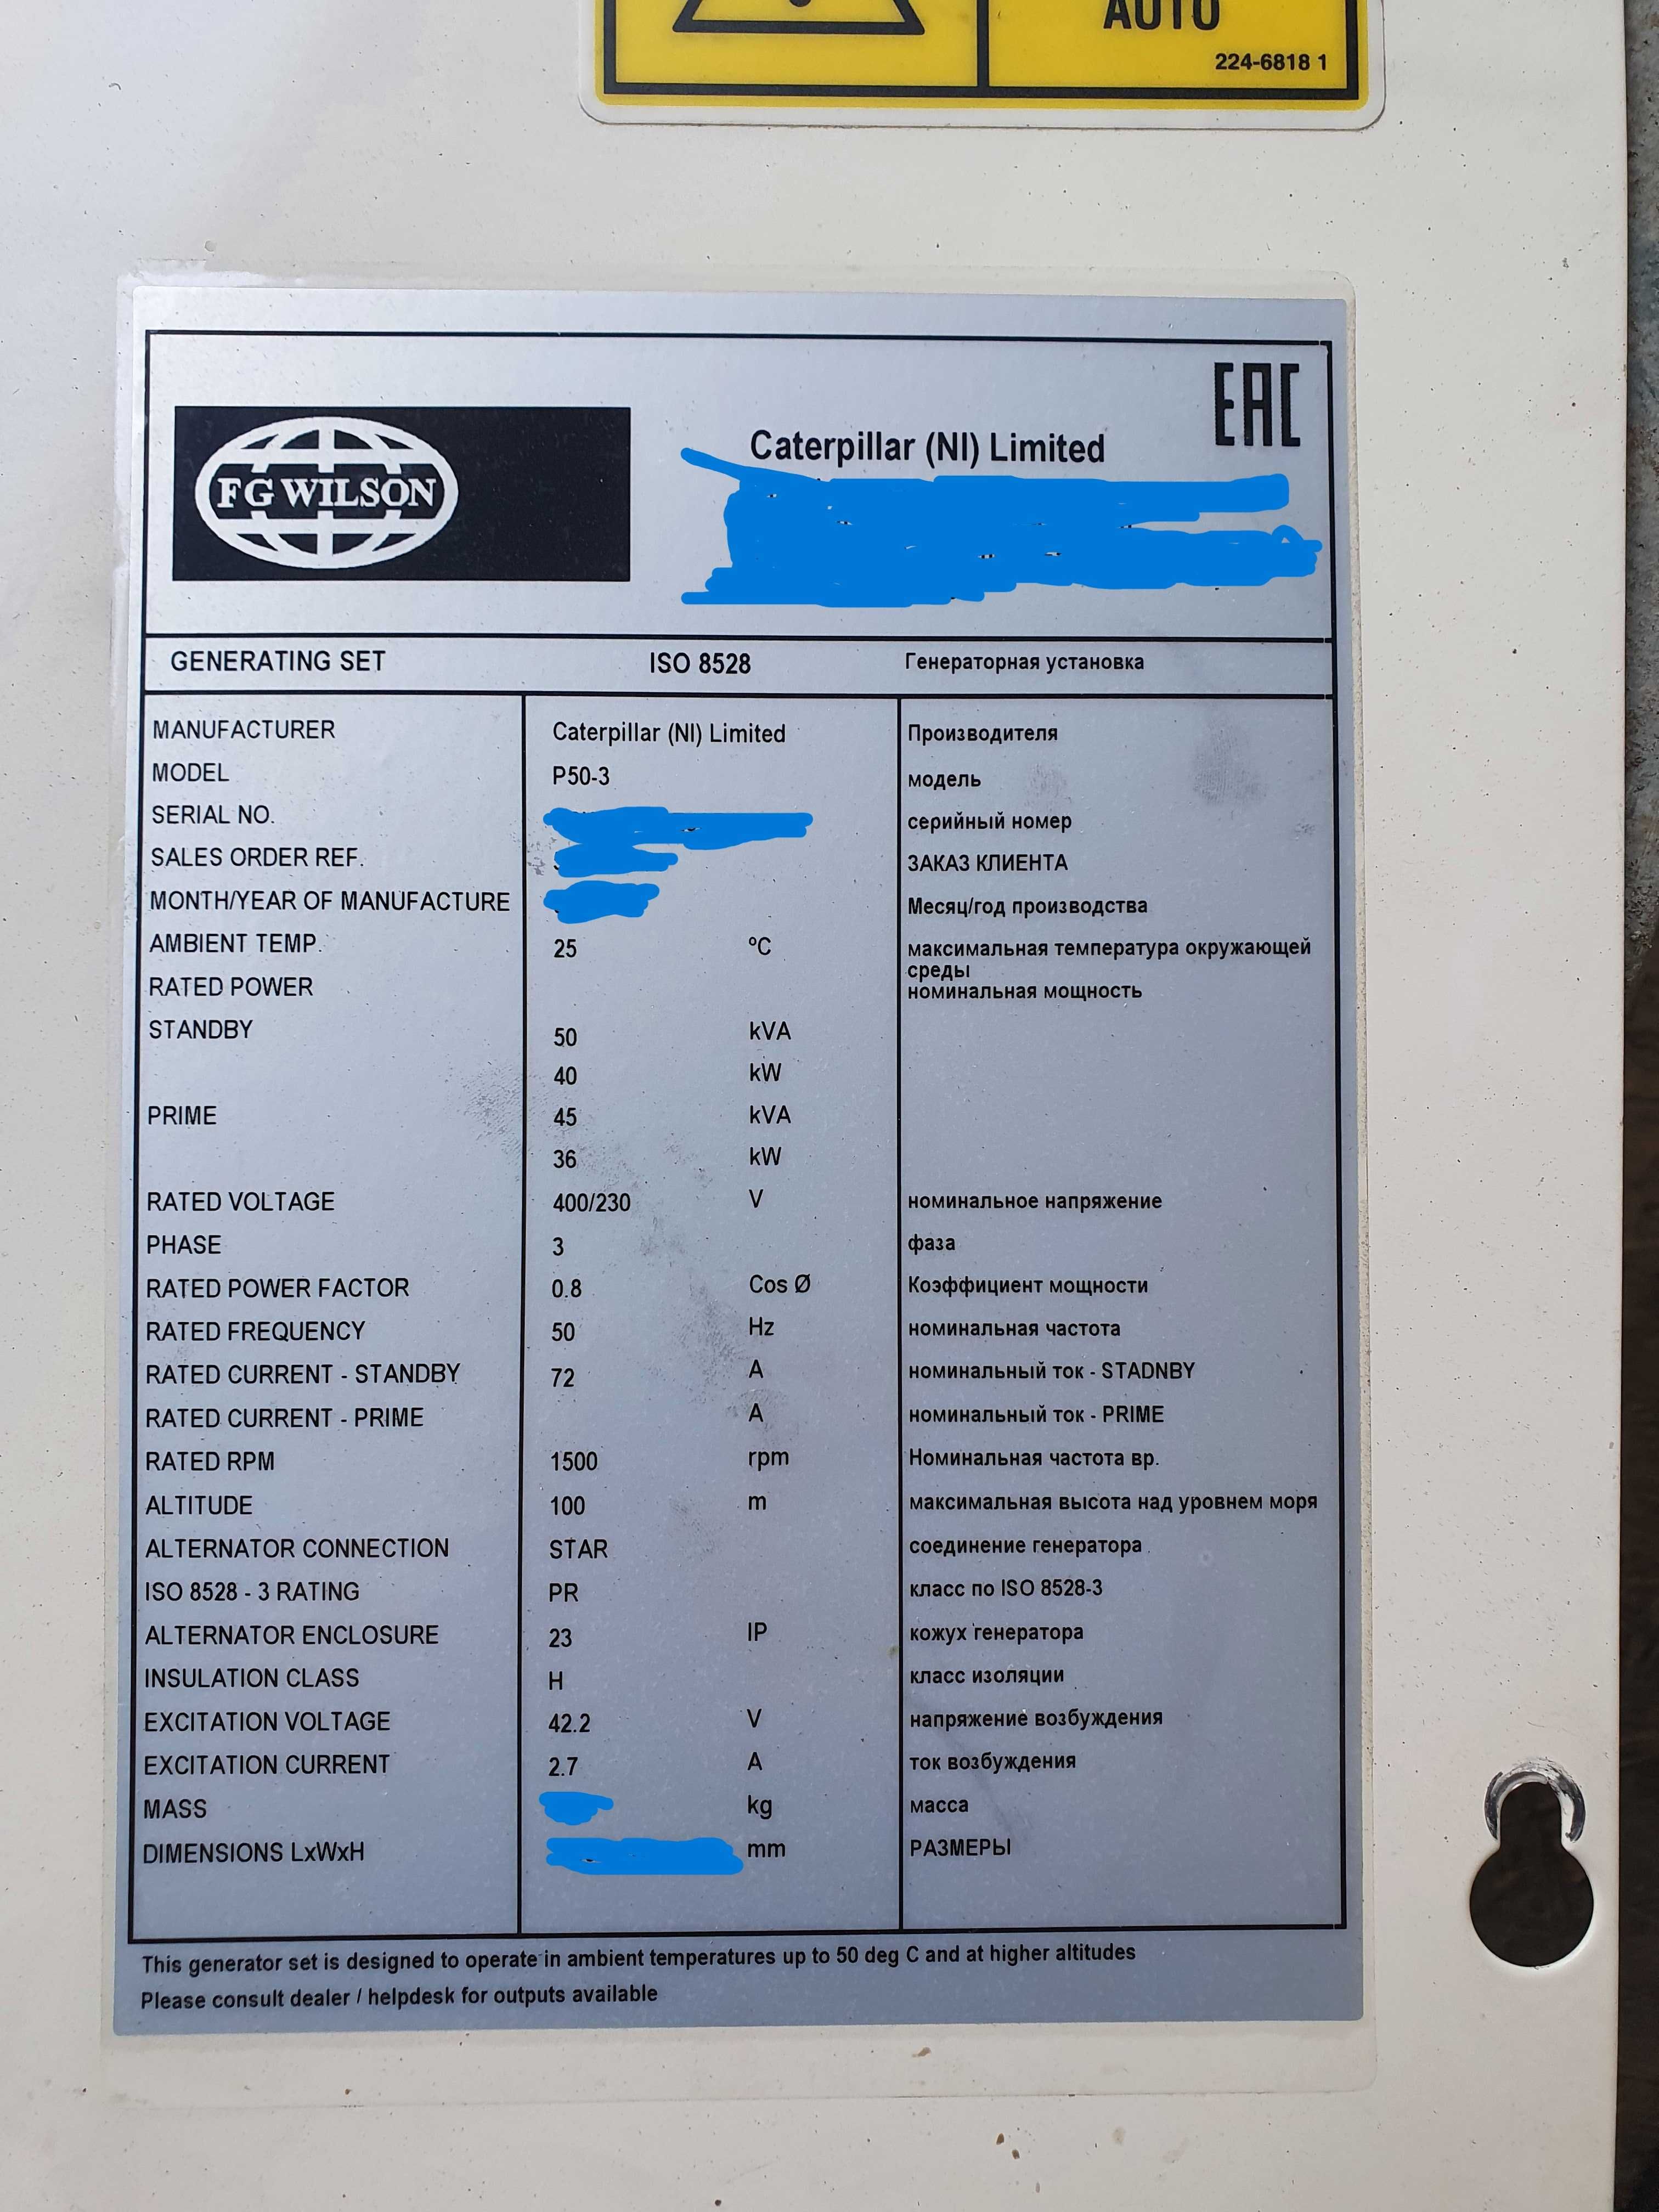 AUTO
224-6818 1
EAC
FG WILSON
Caterpillar (NI) Limited
GENERATING SET ISO 8528 Генераторная установка
MANUFACTURER Caterpillar (NI) Limited Производителя
MODEL P50-3 модель
SERIAL NO. серийный номер
SALES ORDER REF. ЗАКАЗ КЛИЕНТА
MONTH/YEAR OF MANUFACTURE Месяц/год производства
AMBIENT TEMP. 25 ºC максимальная температура окружающей
среды
RATED POWER номинальная мощность
STANDBY 50 kVA
40 kW
PRIME 45 kVA
36 kW
RATED VOLTAGE 400/230 V номинальное напряжение
PHASE 3 фаза
RATED POWER FACTOR 0.8 Cos Ø Коэффициент мощности
RATED FREQUENCY 50 Hz номинальная частота
RATED CURRENT - STANDBY 72 A номинальный ток - STADNBY
RATED CURRENT - PRIME A номинальный ток - PRIME
RATED RPM 1500 rpm Номинальная частота вр.
ALTITUDE 100 m максимальная высота над уровнем моря
ALTERNATOR CONNECTION STAR соединение генератора
ISO 8528 - 3 RATING PR класс по ISO 8528-3
ALTERNATOR ENCLOSURE 23 IP кожух генератора
INSULATION CLASS H класс изоляции
EXCITATION VOLTAGE 42.2 V напряжение возбуждения
EXCITATION CURRENT 2.7 A ток возбуждения
MASS kg масса
DIMENSIONS LxWxH mm РАЗМЕРЫ
This generator set is designed to operate in ambient temperatures up to 50 deg C and at higher altitudes
Please consult dealer / helpdesk for outputs available